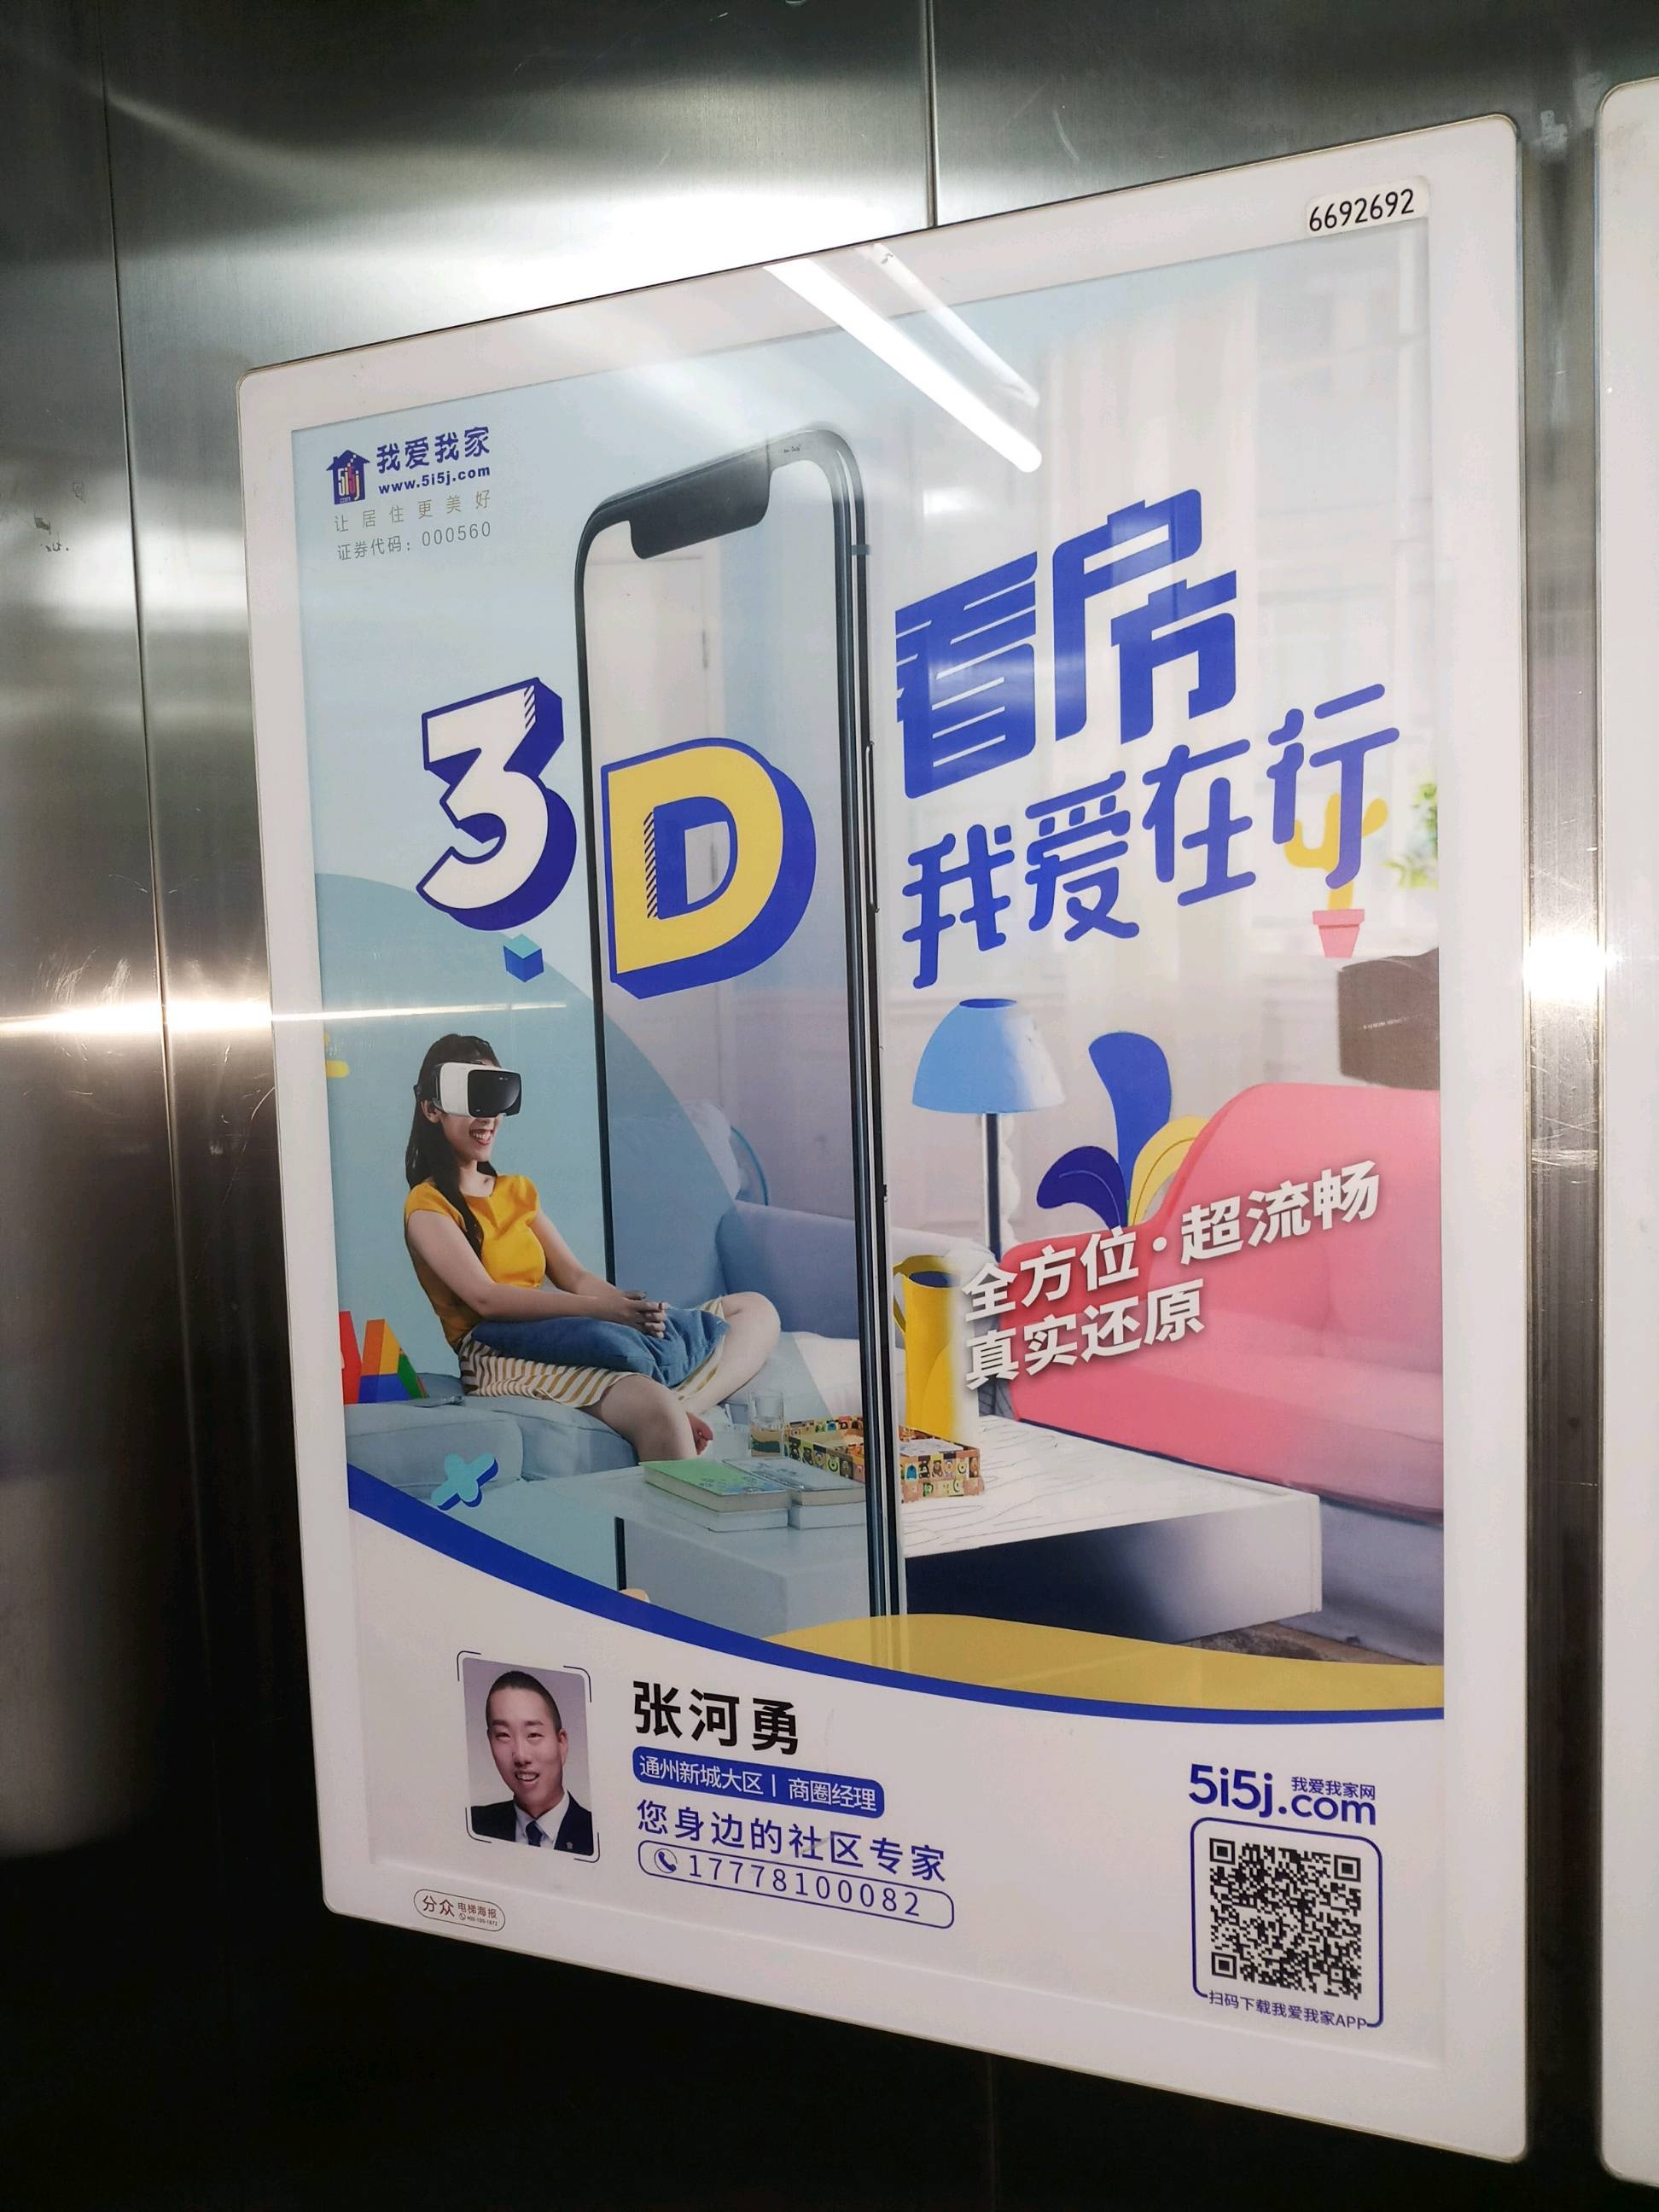 6692692
我爱我家
5i5j
.com
www.5i5j.com
让居住更美好
证券代码：000560
3D
看房
我爱在行
全方位·超流畅
真实还原
张河勇
通州新城大区 | 商圈经理
您身边的社区专家
17778100082
5i5j.com
我爱我家网
扫码下载我爱我家APP
分众
电梯海报